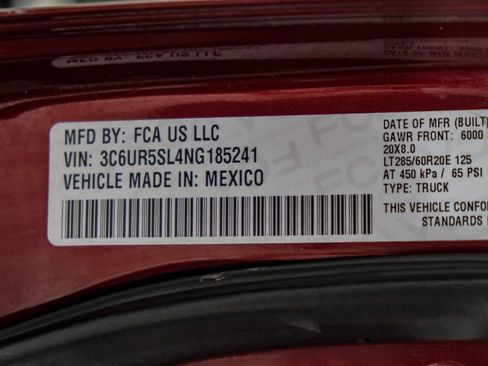 MFD BY: FCA US LLC
VIN: 3C6UR5SL4NG185241
VEHICLE MADE IN: MEXICO
DATE OF MFR (BUILT)
GAWR FRONT: 6000
20X8.0
LT285/60R20E 125
AT 450 kPa / 65 PSI
TYPE: TRUCK
THIS VEHICLE CONFOR
STANDARDS